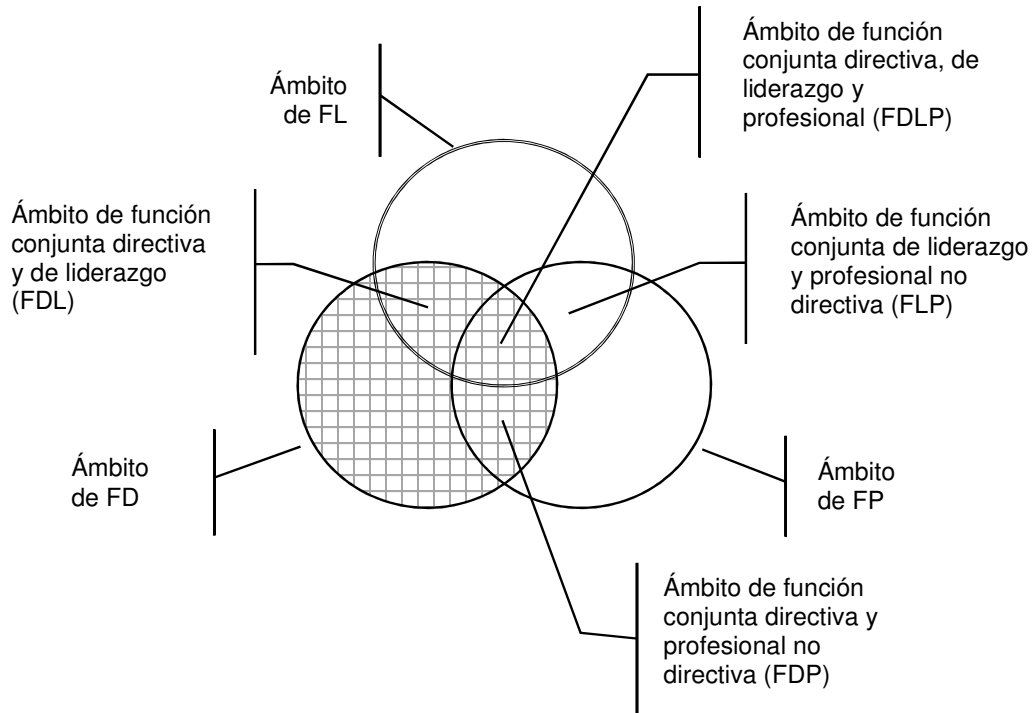 Ámbito
de FL
Ámbito de función
conjunta directiva, de
liderazgo y
profesional (FDLP)
Ámbito de función
conjunta directiva
y de liderazgo
(FDL)
Ámbito de función
conjunta de liderazgo
y profesional no
directiva (FLP)
Ámbito
de FD
Ámbito
de FP
Ámbito de función
conjunta directiva y
profesional no
directiva (FDP)